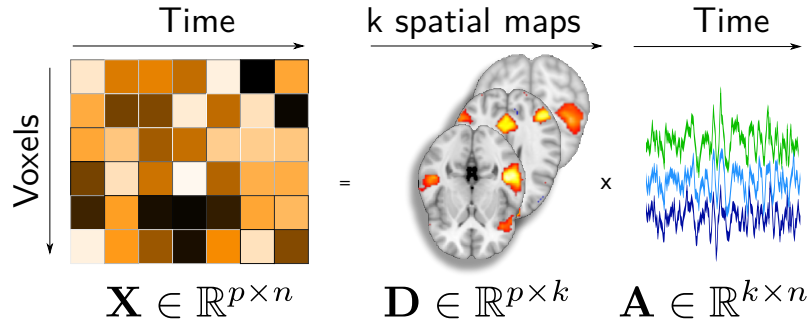 Time
k spatial maps
Time
Voxels
=
x
𝐗 ∈ ℝ^{p×n}
𝐃 ∈ ℝ^{p×k}
𝐀 ∈ ℝ^{k×n}